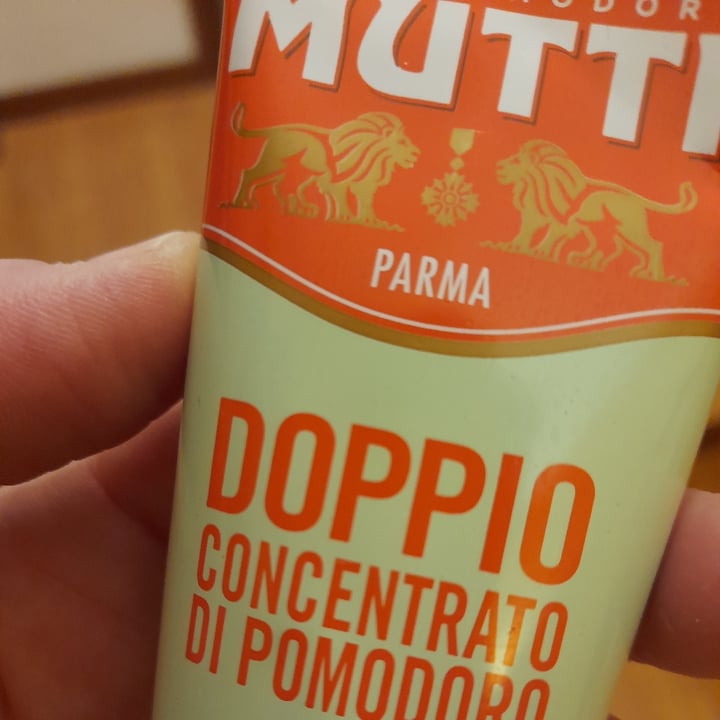 MUTTI
PARMA
DOPPIO
CONCENTRATO
DI POMODORO